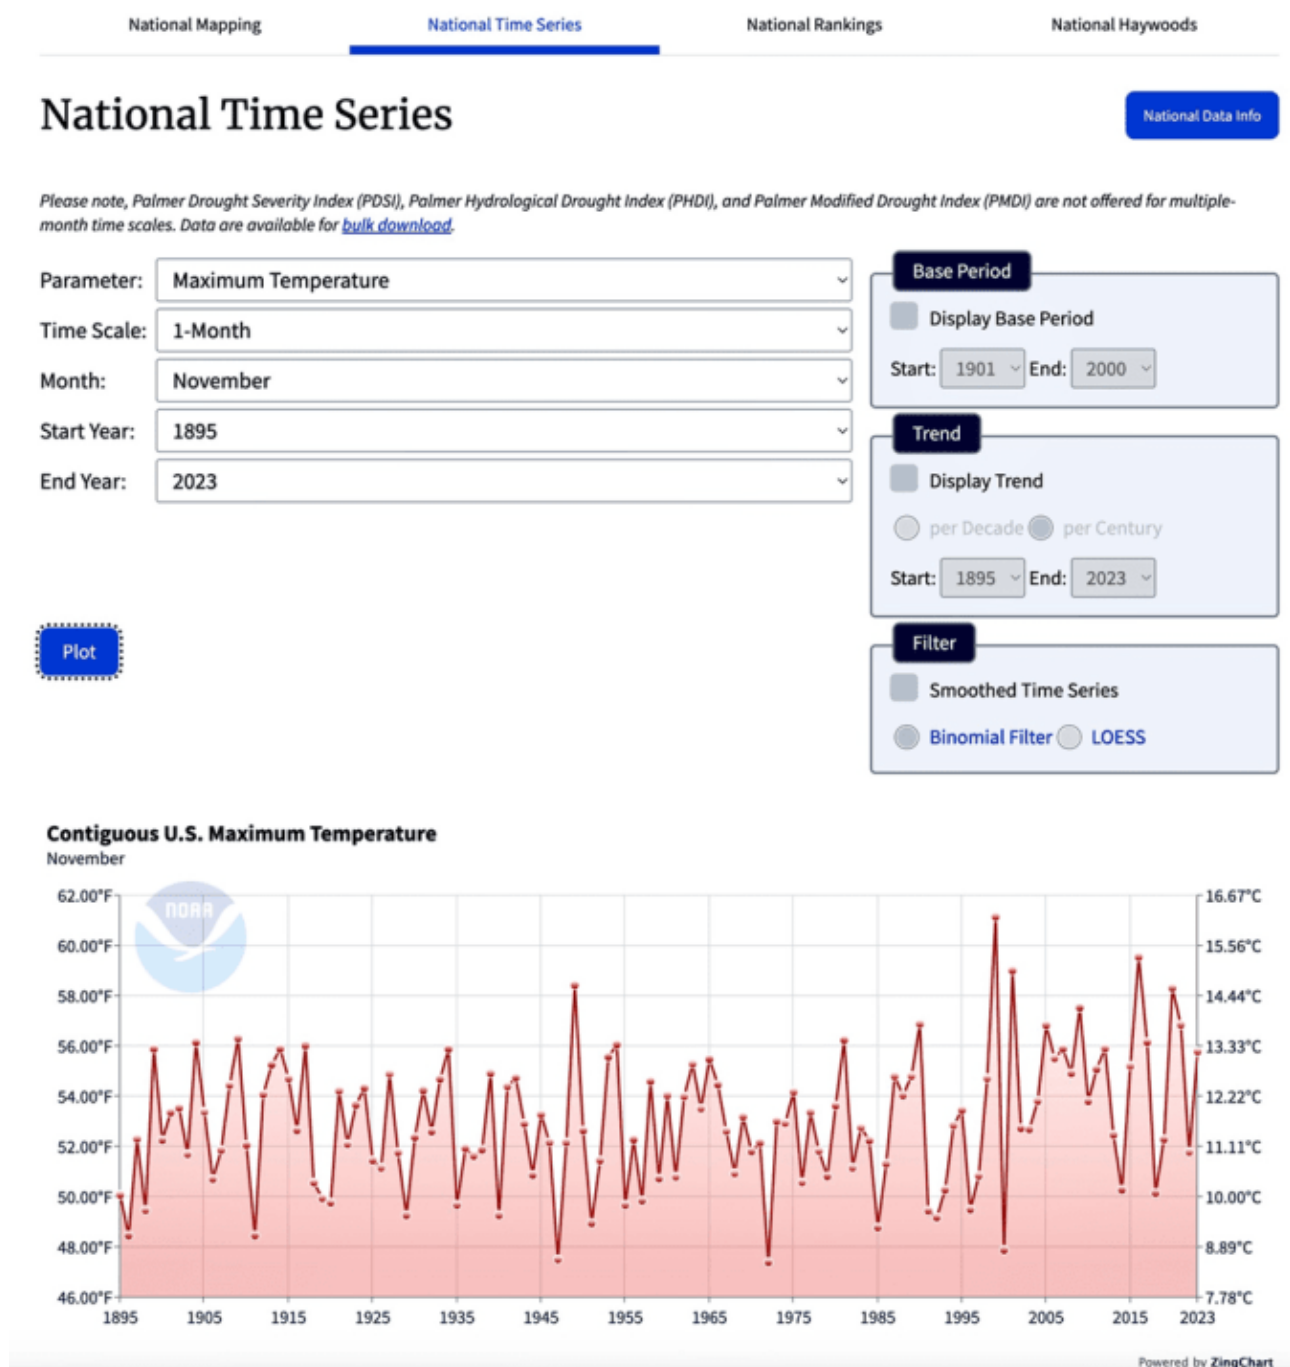 National Mapping National Time Series National Rankings National Haywoods
National Time Series
National Data Info
Please note, Palmer Drought Severity Index (PDSI), Palmer Hydrological Drought Index (PHDI), and Palmer Modified Drought Index (PMDI) are not offered for multiple-
month time scales. Data are available for bulk download.
Parameter: Maximum Temperature
Time Scale: 1-Month
Month: November
Start Year: 1895
End Year: 2023
Plot
Base Period
Display Base Period
Start: 1901 End: 2000
Trend
Display Trend
per Decade per Century
Start: 1895 End: 2023
Filter
Smoothed Time Series
Binomial Filter LOESS
Contiguous U.S. Maximum Temperature
November
NOAA
62.00°F 16.67°C
60.00°F 15.56°C
58.00°F 14.44°C
56.00°F 13.33°C
54.00°F 12.22°C
52.00°F 11.11°C
50.00°F 10.00°C
48.00°F 8.89°C
46.00°F 7.78°C
1895 1905 1915 1925 1935 1945 1955 1965 1975 1985 1995 2005 2015 2023
Powered by ZingChart